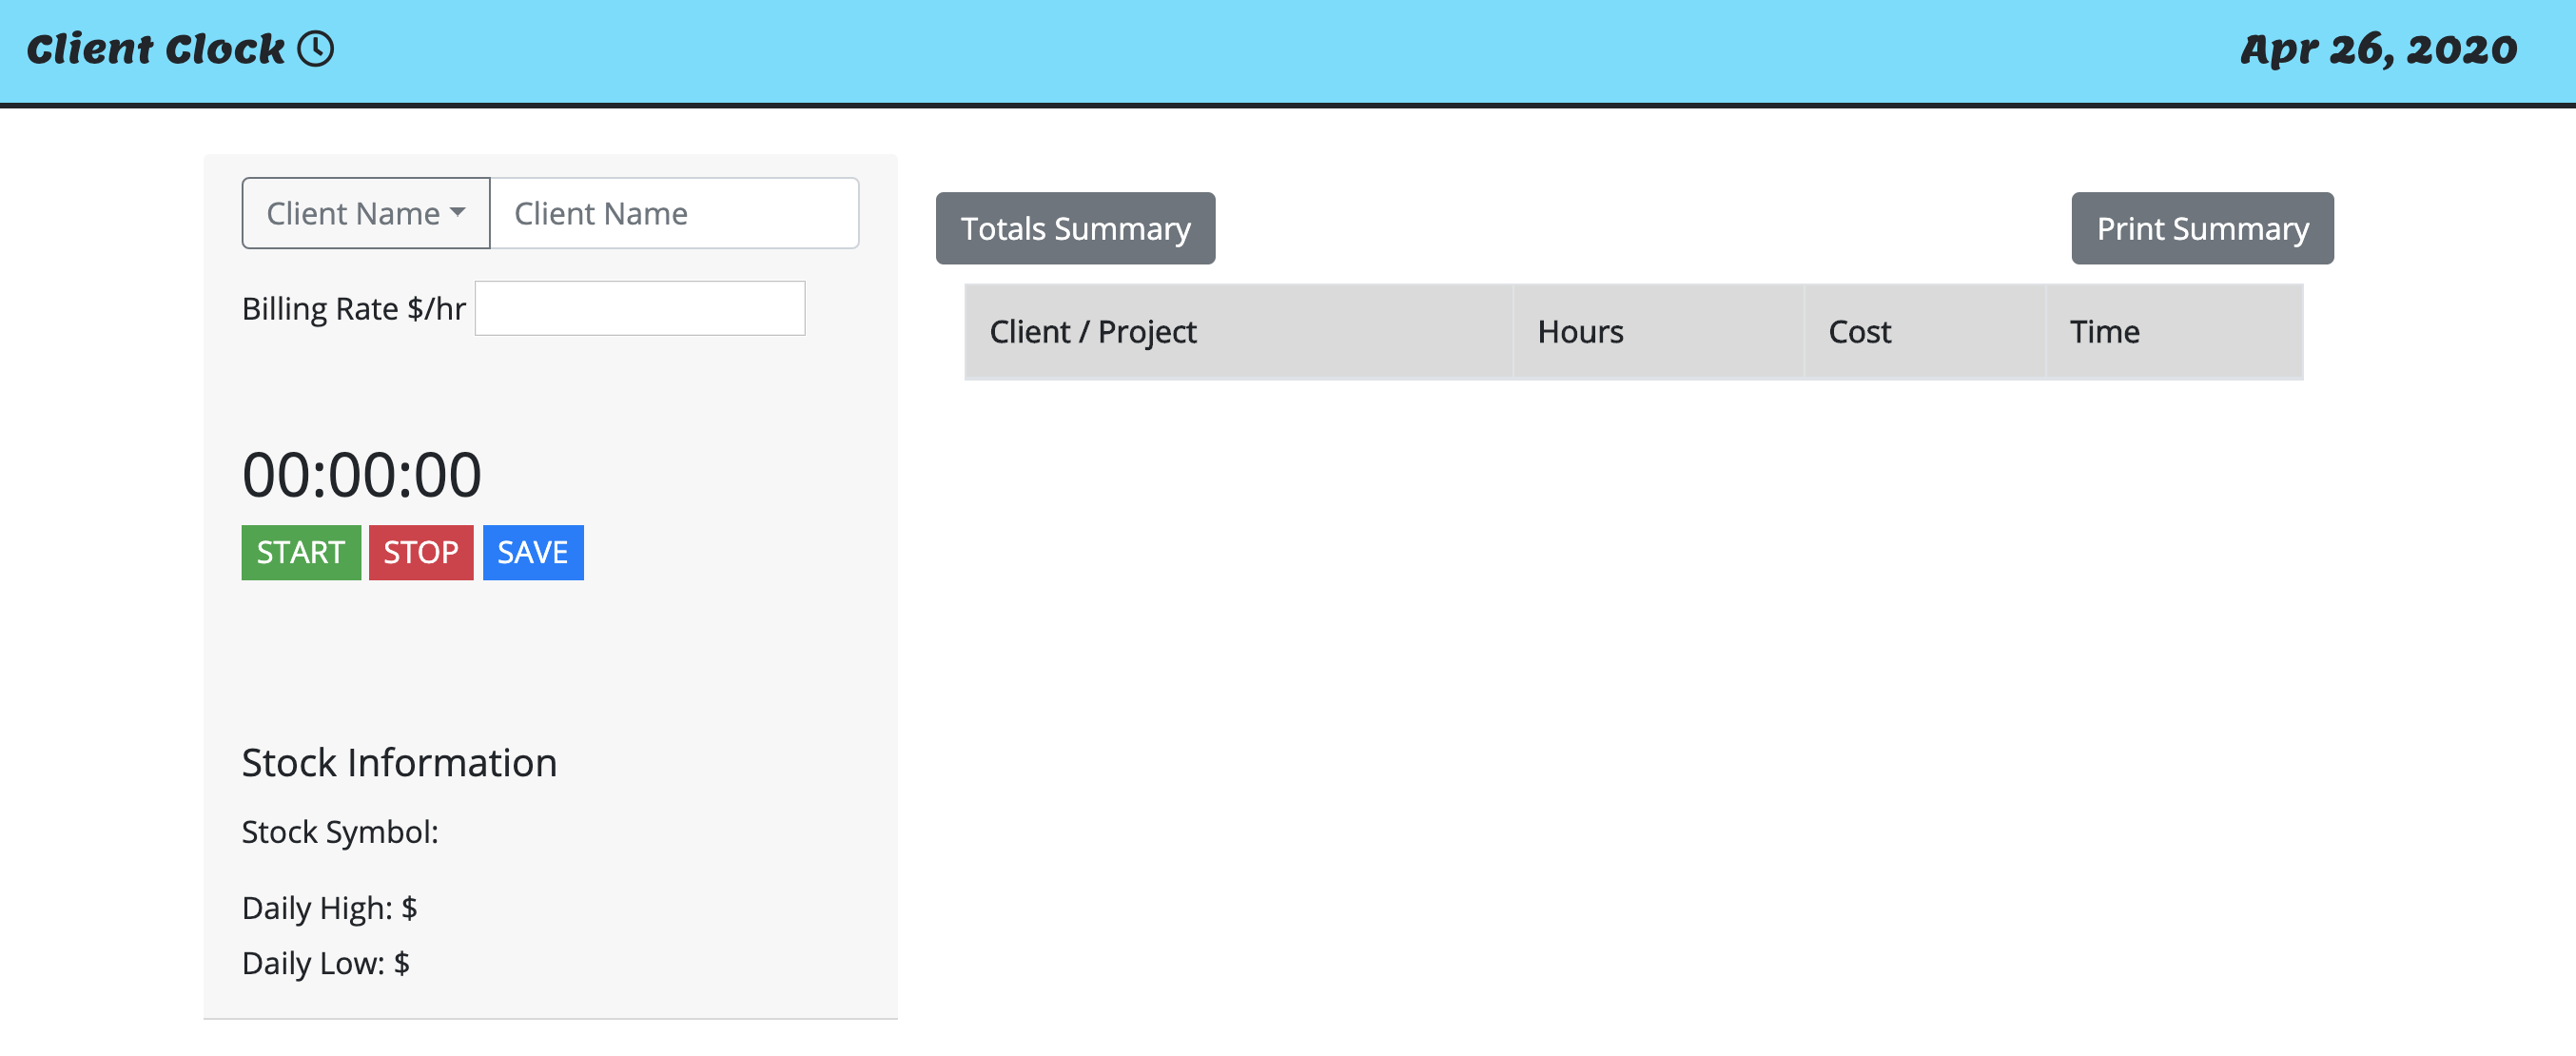 Client Clock
Apr 26, 2020
Client Name
Client Name
Billing Rate $/hr
00:00:00
START STOP SAVE
Stock Information
Stock Symbol:
Daily High: $
Daily Low: $
Totals Summary
Print Summary
Client / Project Hours Cost Time